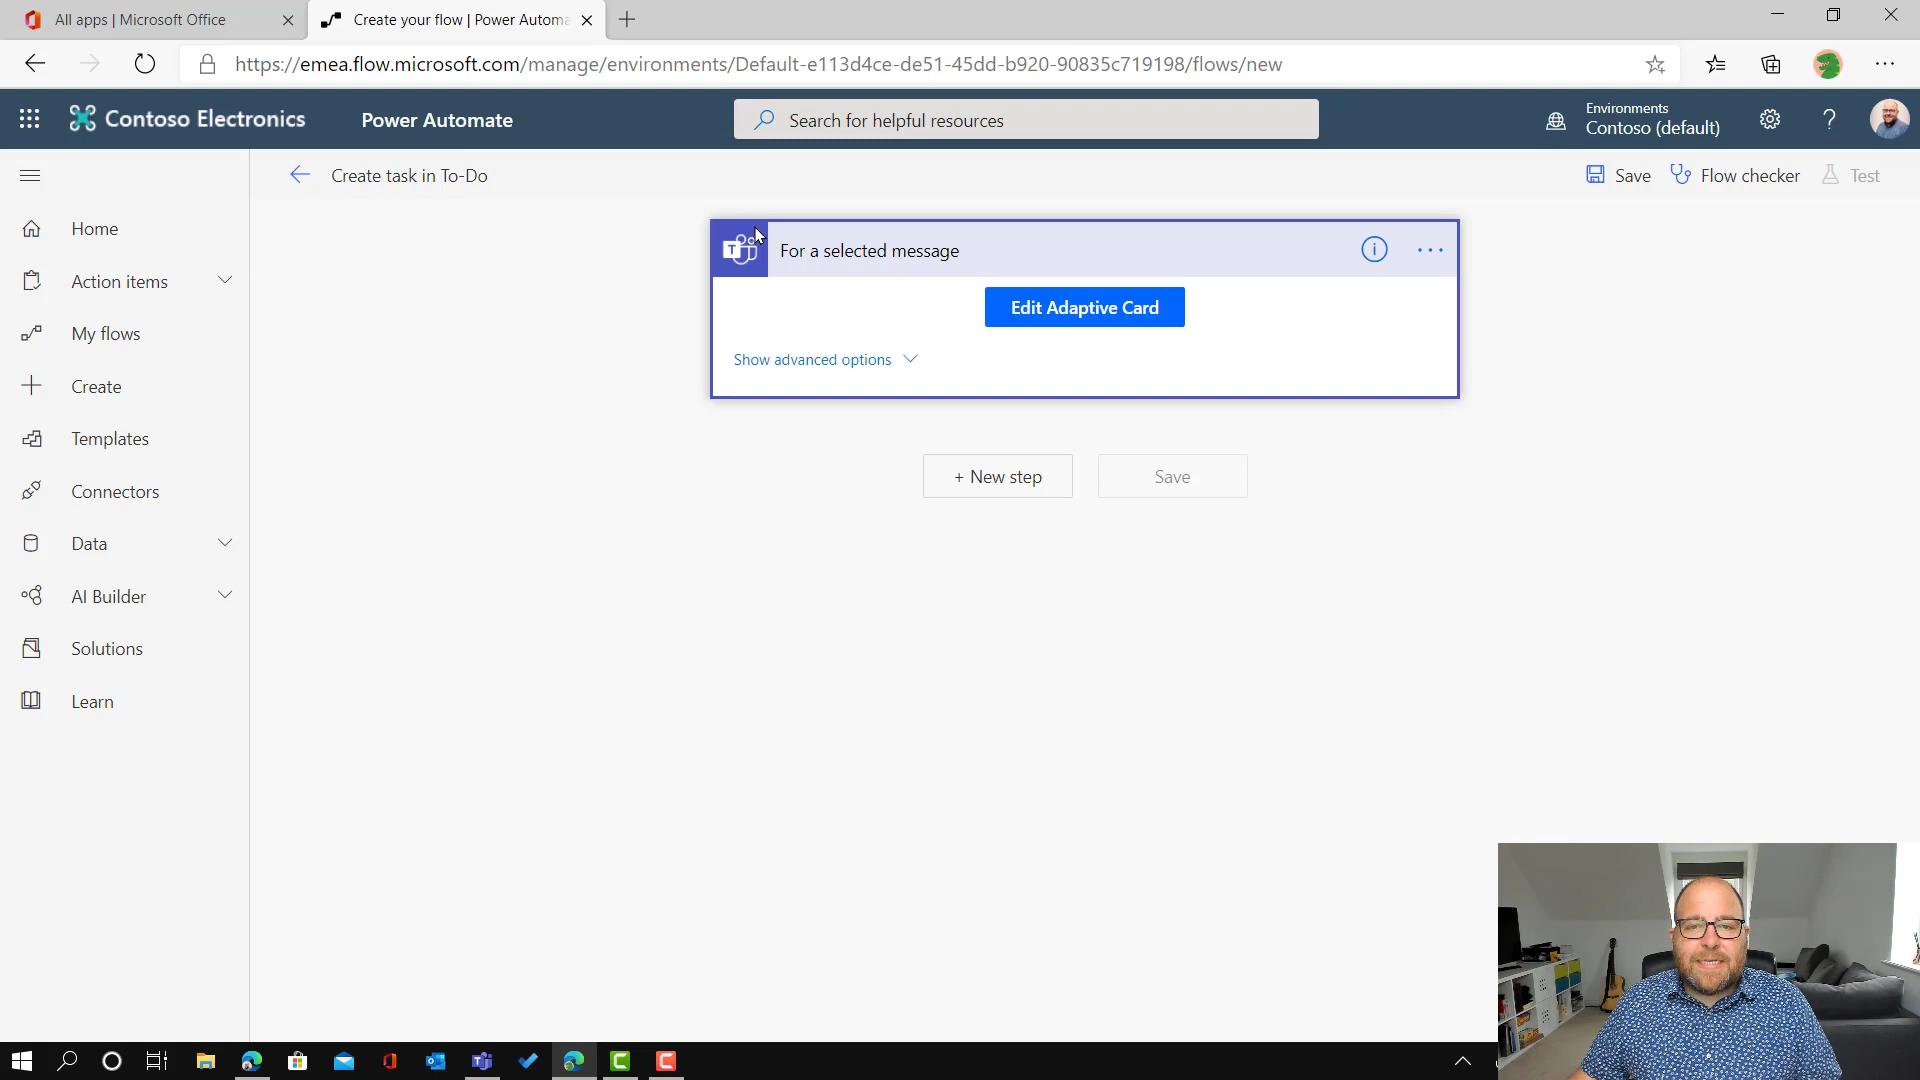 All apps | Microsoft Office
Create your flow | Power Automa
https://emea.flow.microsoft.com/manage/environments/Default-e113d4ce-de51-45dd-b920-90835c719198/flows/new
Contoso Electronics
Power Automate
Search for helpful resources
Environments
Contoso (default)
Create task in To-Do
Save
Flow checker
Test
Home
Action items
My flows
Create
Templates
Connectors
Data
AI Builder
Solutions
Learn
For a selected message
Edit Adaptive Card
Show advanced options
+ New step
Save